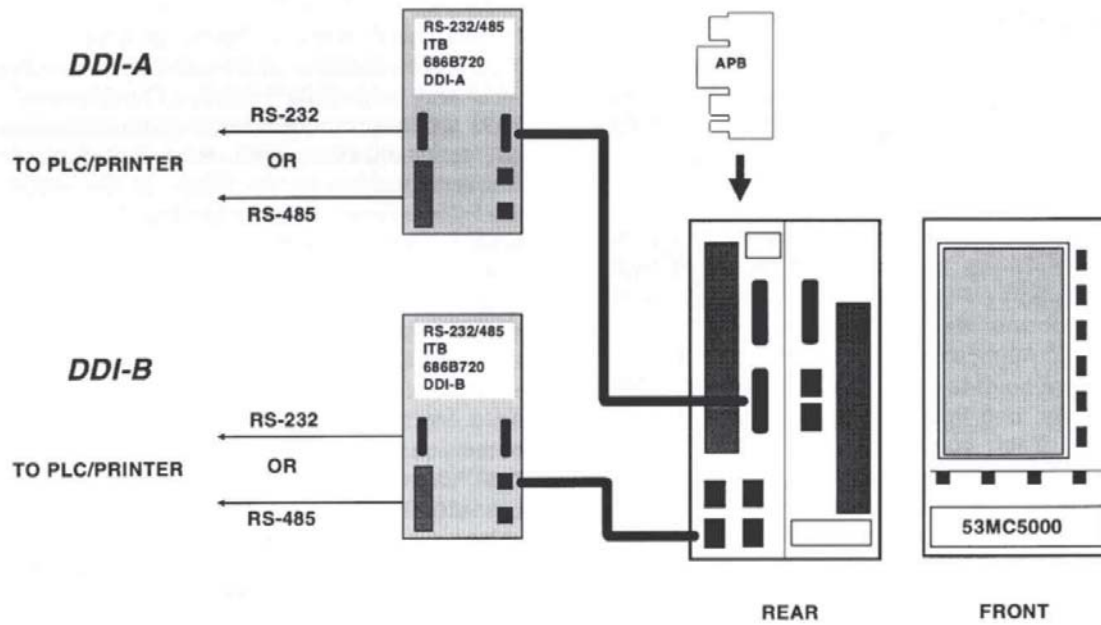 DDI-A
RS-232/485
ITB
686B720
DDI-A
RS-232
TO PLC/PRINTER
OR
RS-485
APB
DDI-B
RS-232/485
ITB
686B720
DDI-B
RS-232
TO PLC/PRINTER
OR
RS-485
53MC5000
REAR
FRONT